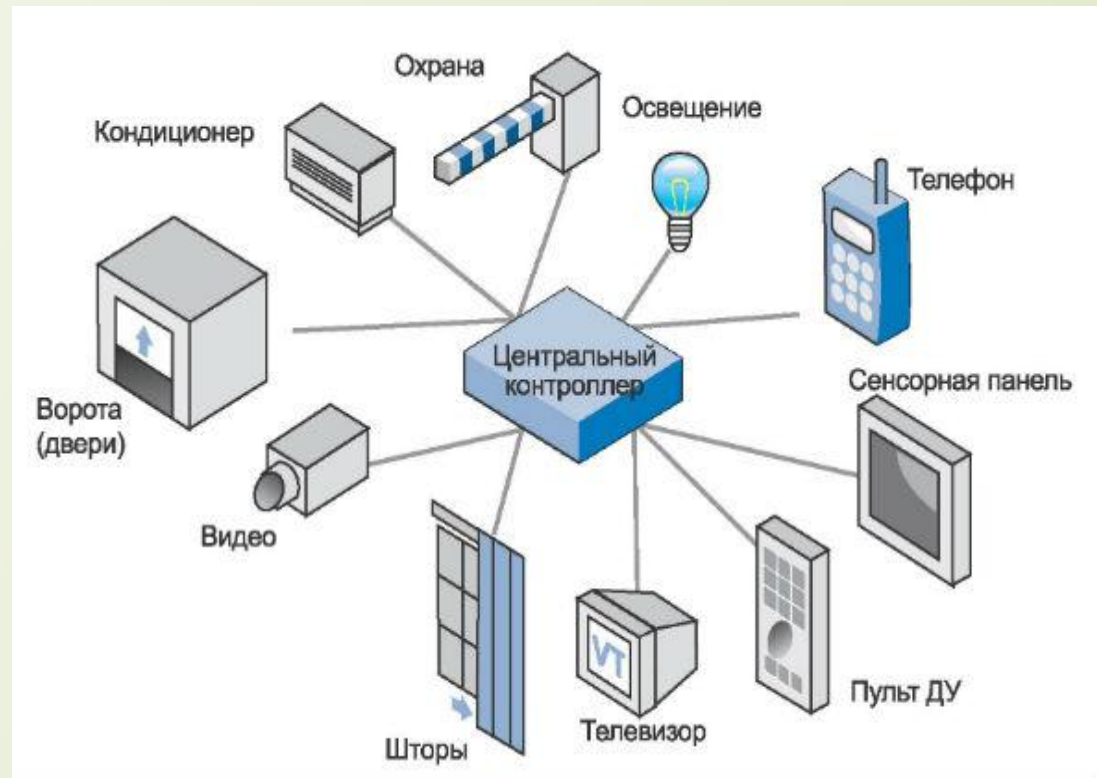 Охрана
Освещение
Кондиционер
Телефон
Центральный
контроллер
Сенсорная панель
Ворота
(двери)
Видео
VT
Пульт ДУ
Телевизор
Шторы